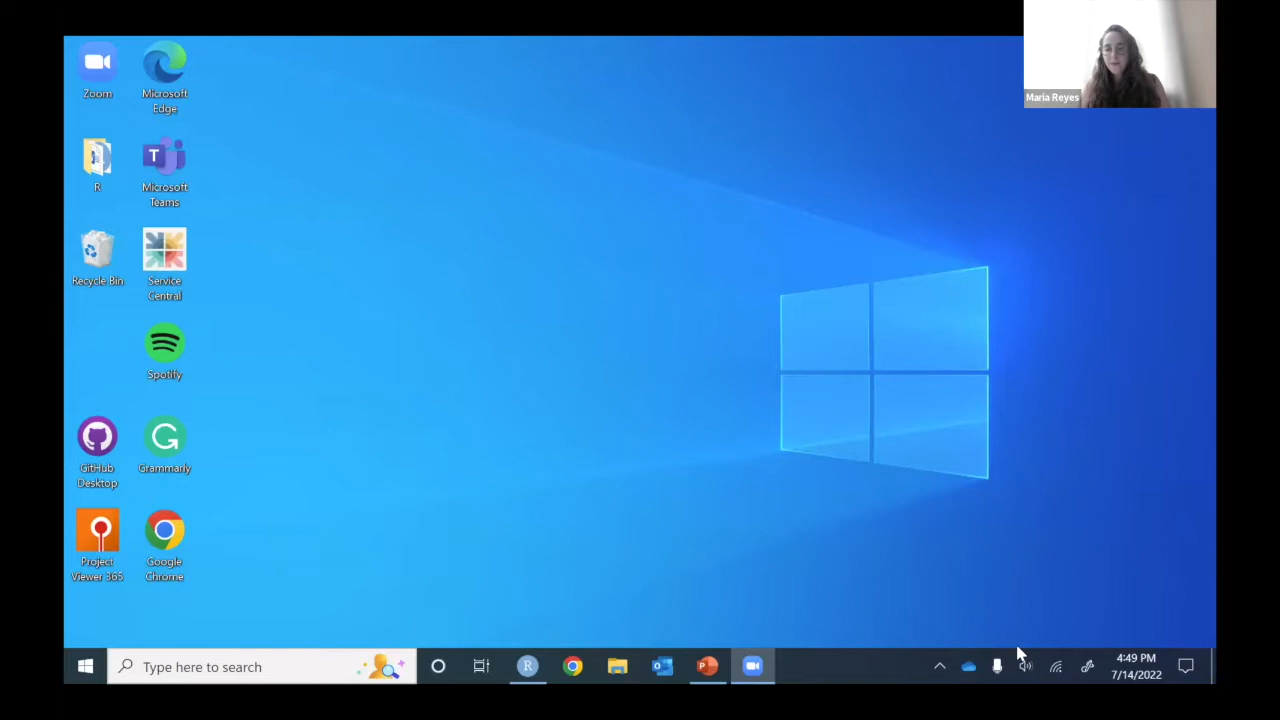 Maria Reyes
Zoom
Microsoft
Edge
R
T
Microsoft
Teams
Recycle Bin
Service
Central
Spotify
GitHub
Desktop
G
Grammarly
Project
Viewer 365
Google
Chrome
Type here to search
R
O
P
4:49 PM
7/14/2022